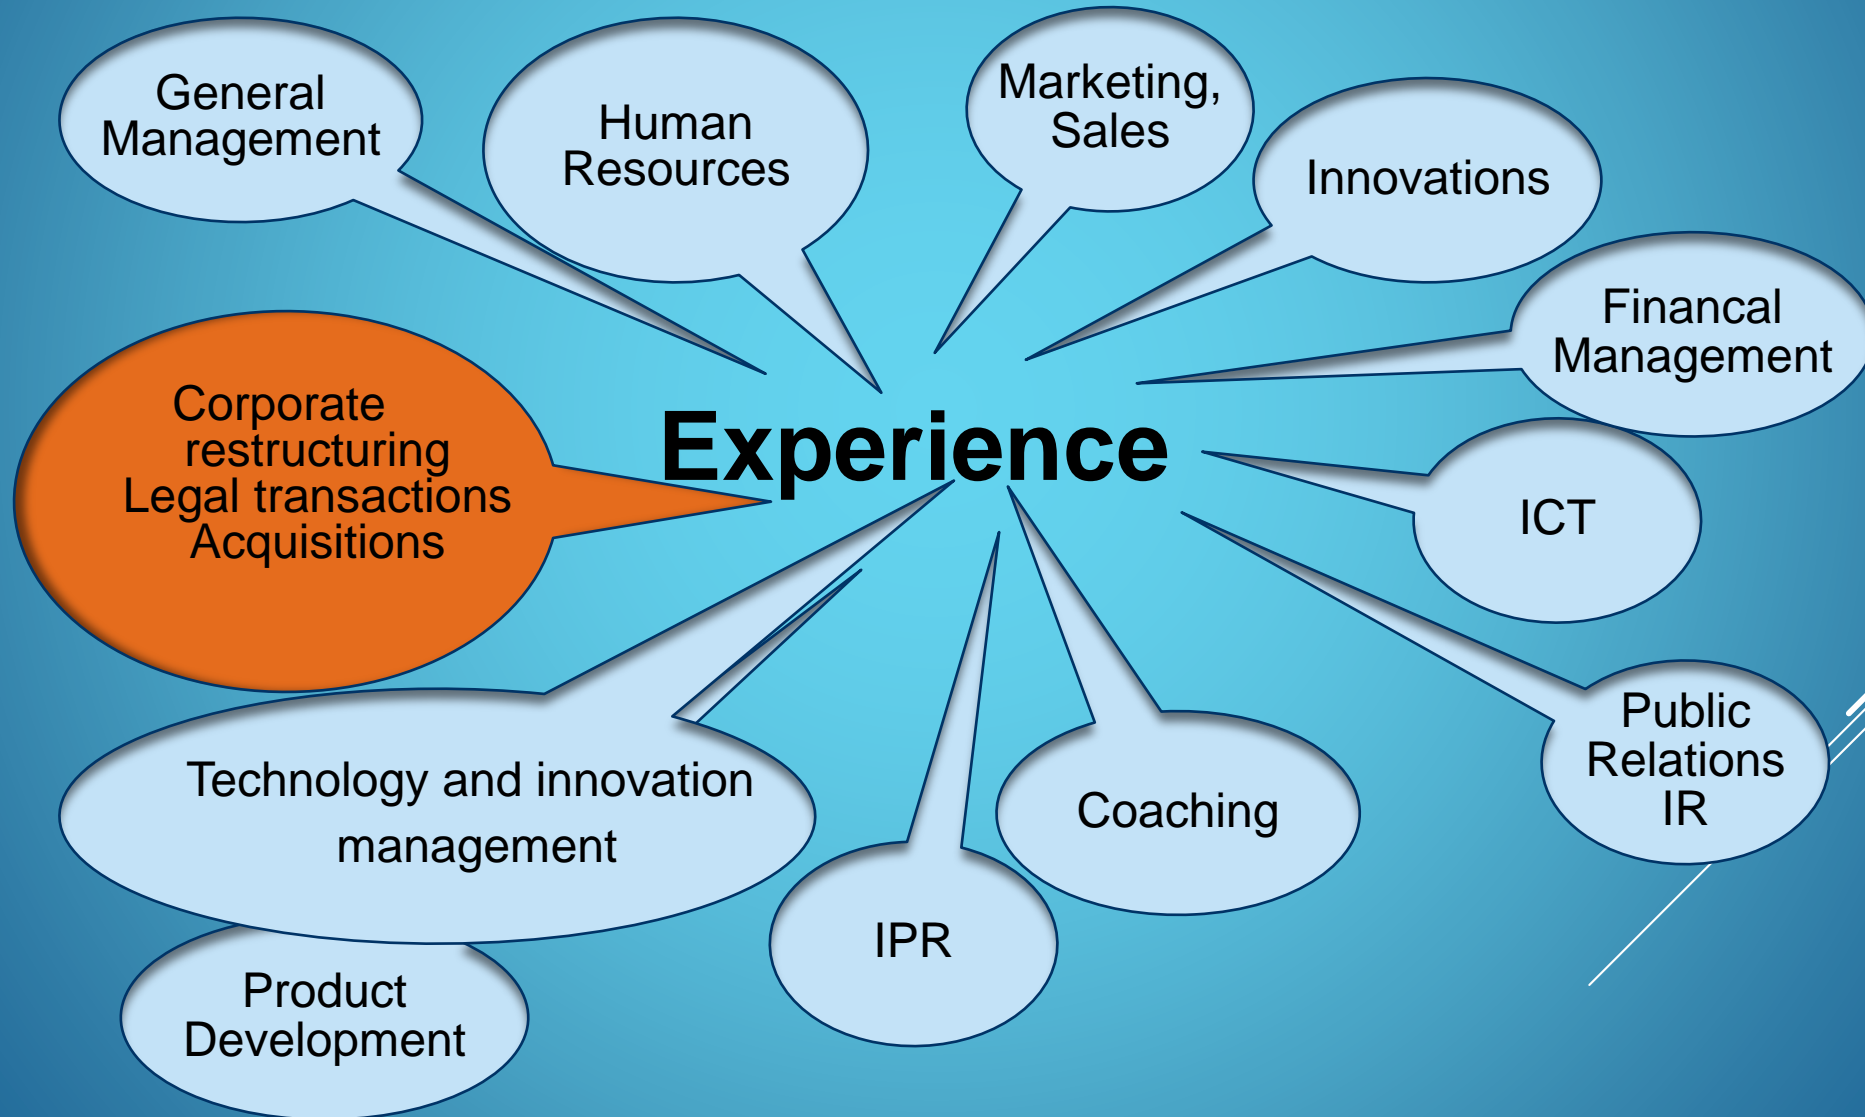 General
Management
Human
Resources
Marketing,
Sales
Innovations
Financal
Management
Corporate
restructuring
Legal transactions
Acquisitions
Experience
ICT
Public
Relations
IR
Technology and innovation
management
Coaching
IPR
Product
Development